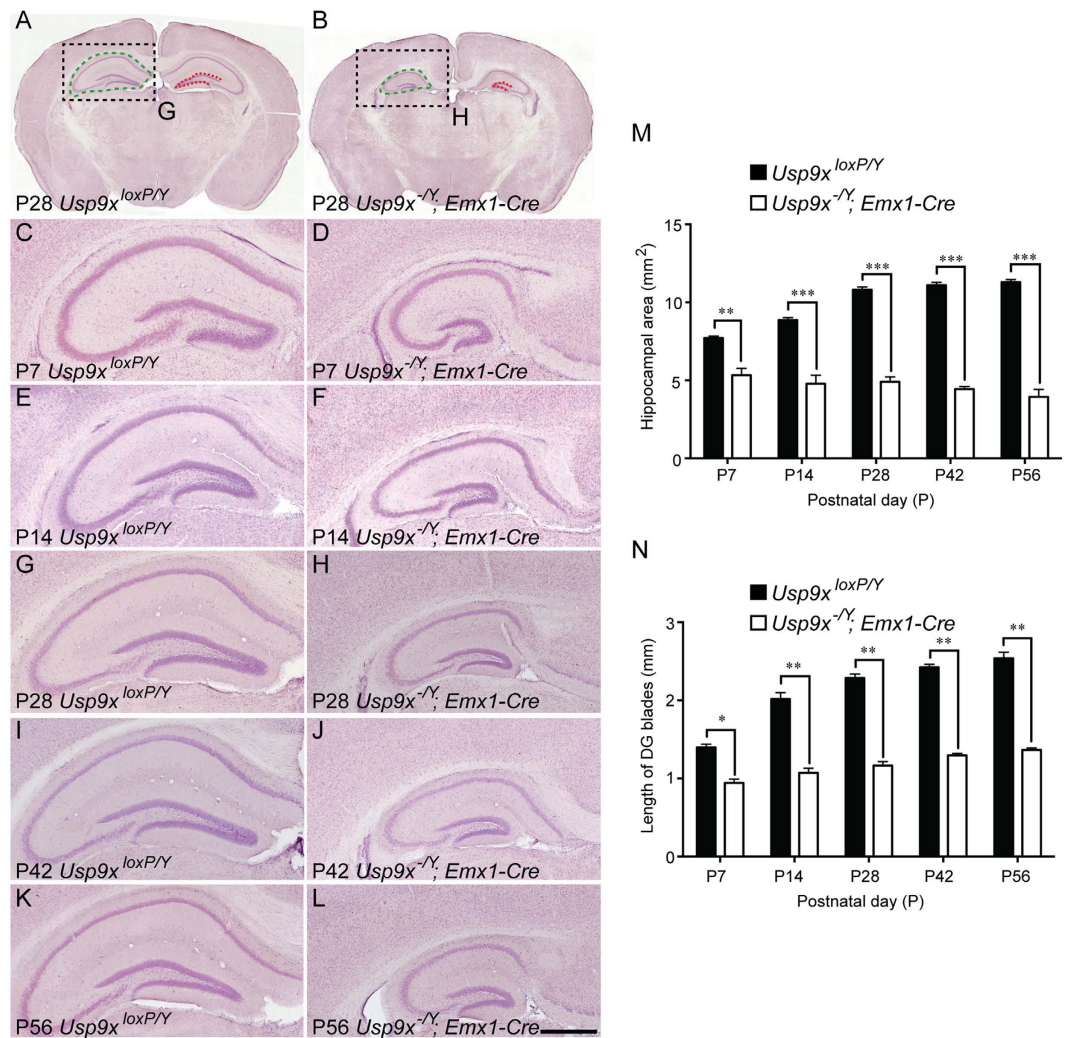 A
B
G
H
P28 Usp9x loxP/Y
P28 Usp9x -/Y; Emx1-Cre
C
D
P7 Usp9x loxP/Y
P7 Usp9x -/Y; Emx1-Cre
E
F
P14 Usp9x loxP/Y
P14 Usp9x -/Y; Emx1-Cre
G
H
P28 Usp9x loxP/Y
P28 Usp9x -/Y; Emx1-Cre
I
J
P42 Usp9x loxP/Y
P42 Usp9x -/Y; Emx1-Cre
K
L
P56 Usp9x loxP/Y
P56 Usp9x -/Y; Emx1-Cre
M
Usp9x loxP/Y
Usp9x -/Y; Emx1-Cre
Hippocampal area (mm2)
15
10
5
0
** *** *** *** ***
P7 P14 P28 P42 P56
Postnatal day (P)
N
Usp9x loxP/Y
Usp9x -/Y; Emx1-Cre
Length of DG blades (mm)
3
2
1
0
* ** ** ** **
P7 P14 P28 P42 P56
Postnatal day (P)